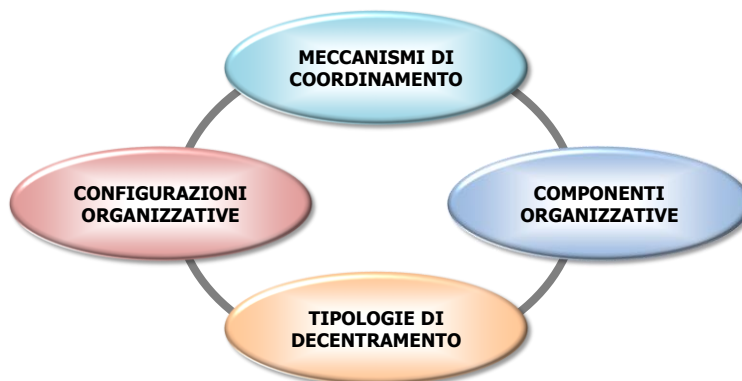 MECCANISMI DI
COORDINAMENTO
CONFIGURAZIONI
ORGANIZZATIVE
COMPONENTI
ORGANIZZATIVE
TIPOLOGIE DI
DECENTRAMENTO